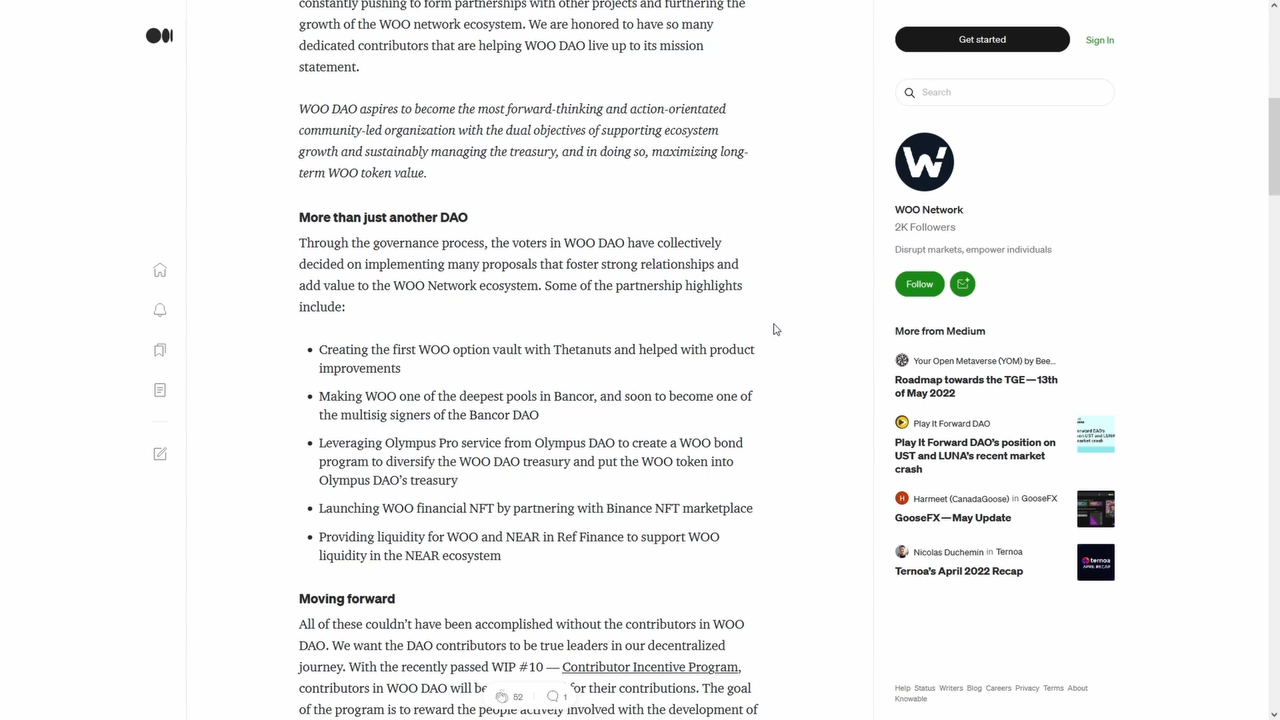 constantly pushing to form partnerships with other projects and furthering the
growth of the WOO network ecosystem. We are honored to have so many
dedicated contributors that are helping WOO DAO live up to its mission
statement.
WOO DAO aspires to become the most forward-thinking and action-orientated
community-led organization with the dual objectives of supporting ecosystem
growth and sustainably managing the treasury, and in doing so, maximizing long-
term WOO token value.
More than just another DAO
Through the governance process, the voters in WOO DAO have collectively
decided on implementing many proposals that foster strong relationships and
add value to the WOO Network ecosystem. Some of the partnership highlights
include:
• Creating the first WOO option vault with Thetanuts and helped with product
improvements
• Making WOO one of the deepest pools in Bancor, and soon to become one of
the multisig signers of the Bancor DAO
• Leveraging Olympus Pro service from Olympus DAO to create a WOO bond
program to diversify the WOO DAO treasury and put the WOO token into
Olympus DAO's treasury
• Launching WOO financial NFT by partnering with Binance NFT marketplace
• Providing liquidity for WOO and NEAR in Ref Finance to support WOO
liquidity in the NEAR ecosystem
Moving forward
All of these couldn't have been accomplished without the contributors in WOO
DAO. We want the DAO contributors to be true leaders in our decentralized
journey. With the recently passed WIP #10 — Contributor Incentive Program,
contributors in WOO DAO will be for their contributions. The goal
of the program is to reward the people actively involved with the development of
52
1
Get started
Sign In
Search
W
WOO Network
2K Followers
Disrupt markets, empower individuals
Follow
More from Medium
Your Open Metaverse (YOM) by Bee...
Roadmap towards the TGE — 13th
of May 2022
Play It Forward DAO
Play It Forward DAO's position on
UST and LUNA's recent market
crash
Harmeet (CanadaGoose) in GooseFX
GooseFX — May Update
Nicolas Duchemin in Ternoa
Ternoa's April 2022 Recap
Help Status Writers Blog Careers Privacy Terms About
Knowable